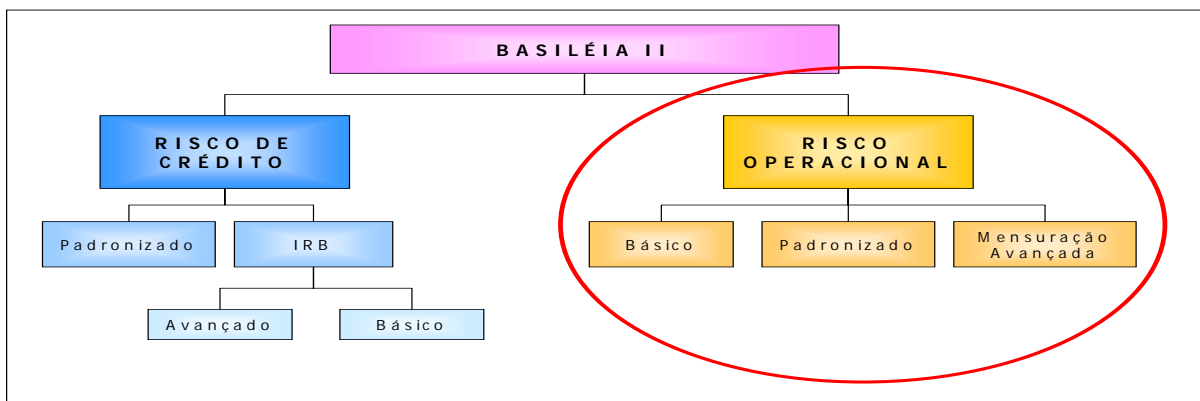 BASILÉIA II
RISCO DE
CRÉDITO
RISCO
OPERACIONAL
Padronizado
IRB
Básico
Padronizado
Mensuração
Avançada
Avançado
Básico